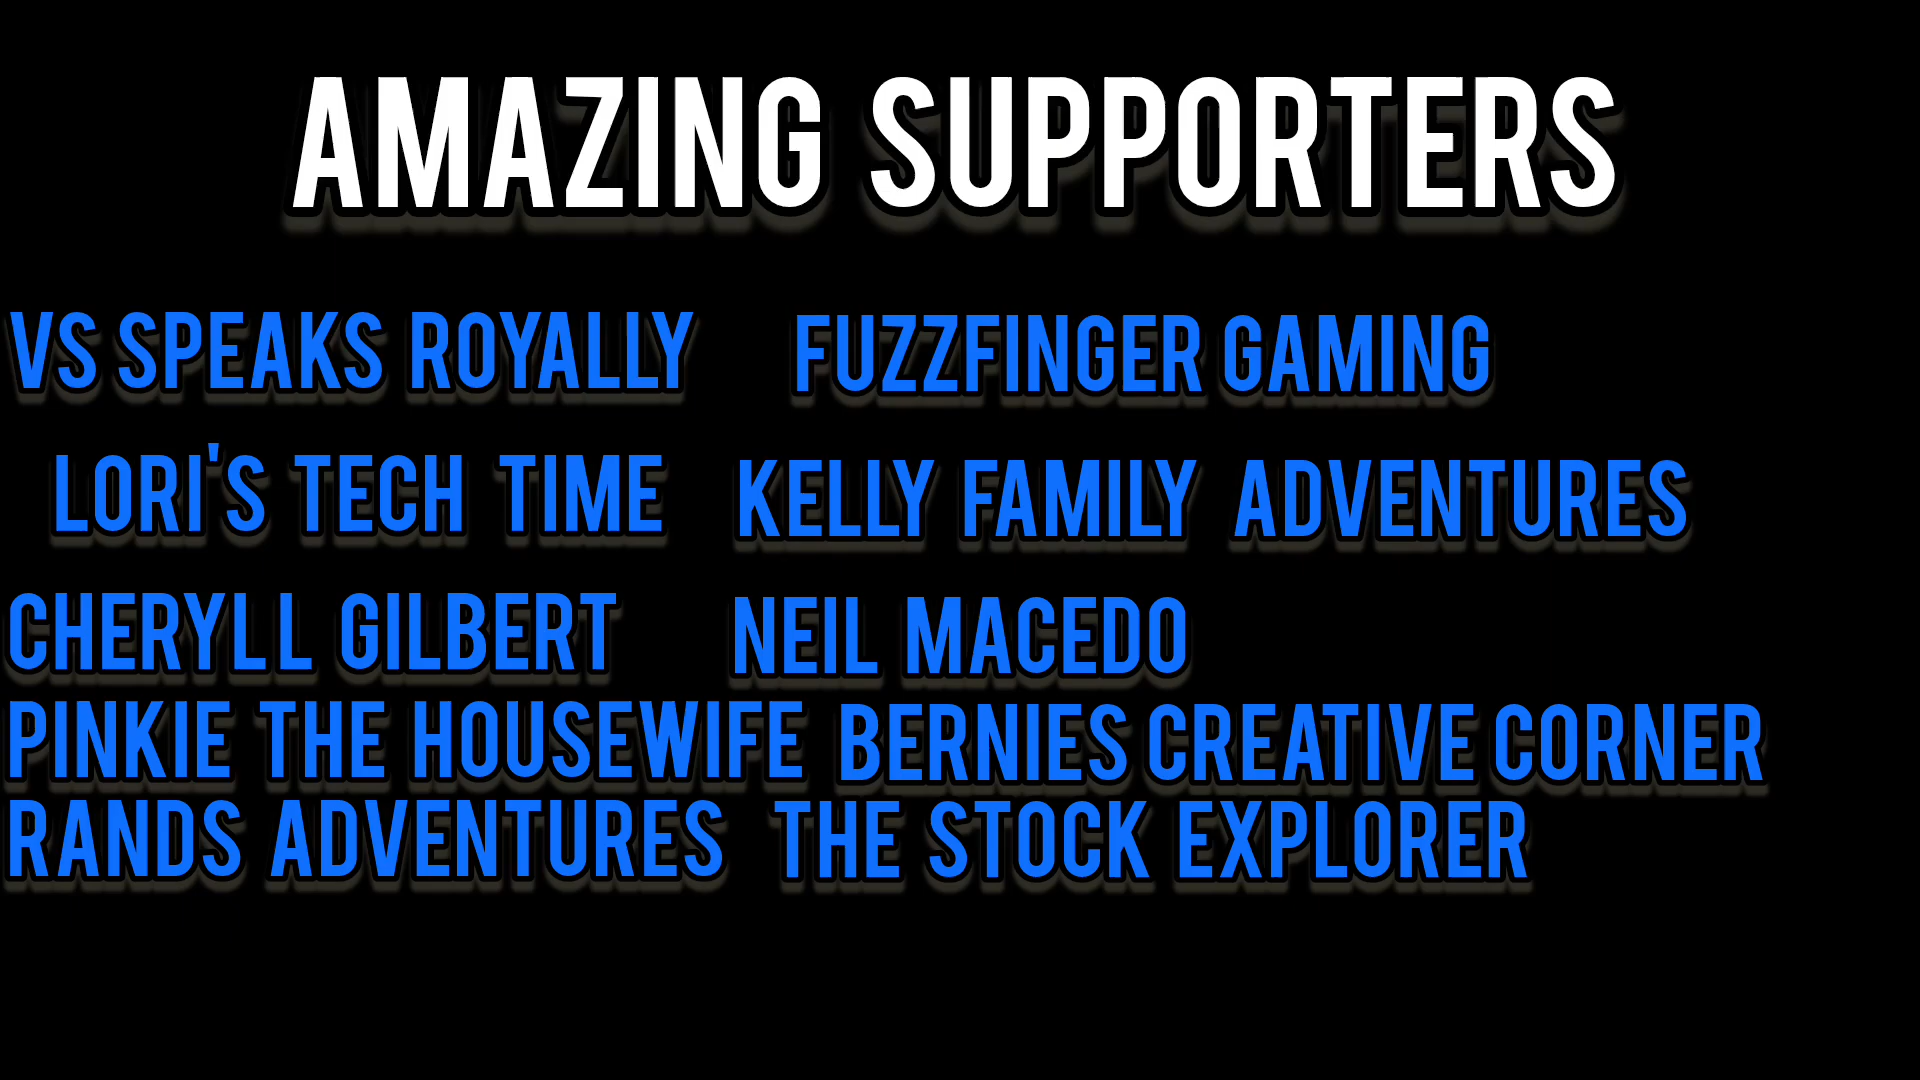 AMAZING SUPPORTERS
VS SPEAKS ROYALLY FUZZFINGER GAMING
LORI'S TECH TIME KELLY FAMILY ADVENTURES
CHERYLL GILBERT NEIL MACEDO
PINKIE THE HOUSEWIFE BERNIES CREATIVE CORNER
RANDS ADVENTURES THE STOCK EXPLORER